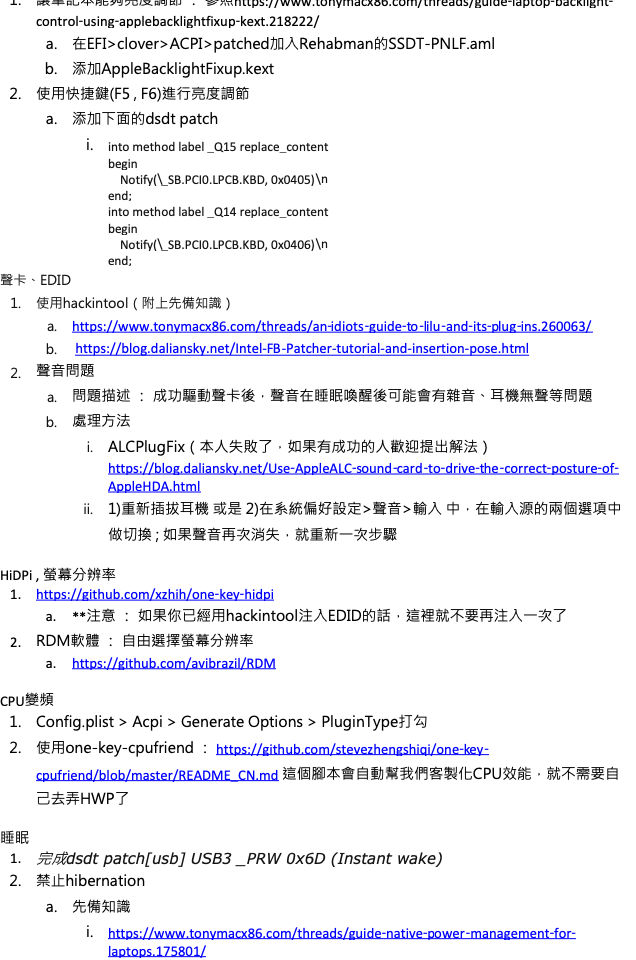 1. 讓筆記本能夠亮度調節 ： 參照https://www.tonymacx86.com/threads/guide-laptop-backlight-
control-using-applebacklightfixup-kext.218222/
a. 在EFI>clover>ACPI>patched加入Rehabman的SSDT-PNLF.aml
b. 添加AppleBacklightFixup.kext
2. 使用快捷鍵(F5 , F6)進行亮度調節
a. 添加下面的dsdt patch
i. into method label _Q15 replace_content
begin
Notify(\_SB.PCI0.LPCB.KBD, 0x0405)\n
end;
into method label _Q14 replace_content
begin
Notify(\_SB.PCI0.LPCB.KBD, 0x0406)\n
end;
聲卡、EDID
1. 使用hackintool（附上先備知識）
a. https://www.tonymacx86.com/threads/an-idiots-guide-to-lilu-and-its-plug-ins.260063/
b. https://blog.daliansky.net/Intel-FB-Patcher-tutorial-and-insertion-pose.html
2. 聲音問題
a. 問題描述 ： 成功驅動聲卡後，聲音在睡眠喚醒後可能會有雜音、耳機無聲等問題
b. 處理方法
i. ALCPlugFix（本人失敗了，如果有成功的人歡迎提出解法）
https://blog.daliansky.net/Use-AppleALC-sound-card-to-drive-the-correct-posture-of-
AppleHDA.html
ii. 1)重新插拔耳機 或是 2)在系統偏好設定>聲音>輸入 中，在輸入源的兩個選項中
做切換 ; 如果聲音再次消失，就重新一次步驟
HiDPi , 螢幕分辨率
1. https://github.com/xzhih/one-key-hidpi
a. **注意 ： 如果你已經用hackintool注入EDID的話，這裡就不要再注入一次了
2. RDM軟體 ： 自由選擇螢幕分辨率
a. https://github.com/avibrazil/RDM
CPU變頻
1. Config.plist > Acpi > Generate Options > PluginType打勾
2. 使用one-key-cpufriend ： https://github.com/stevezhengshiqi/one-key-
cpufriend/blob/master/README_CN.md 這個腳本會自動幫我們客製化CPU效能，就不需要自
己去弄HWP了
睡眠
1. 完成dsdt patch[usb] USB3 _PRW 0x6D (Instant wake)
2. 禁止hibernation
a. 先備知識
i. https://www.tonymacx86.com/threads/guide-native-power-management-for-
laptops.175801/